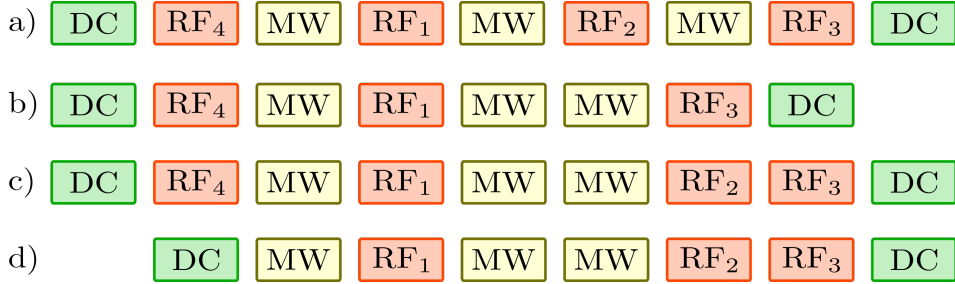 a) DC RF₄ MW RF₁ MW RF₂ MW RF₃ DC
b) DC RF₄ MW RF₁ MW MW RF₃ DC
c) DC RF₄ MW RF₁ MW MW RF₂ RF₃ DC
d) DC MW RF₁ MW MW RF₂ RF₃ DC